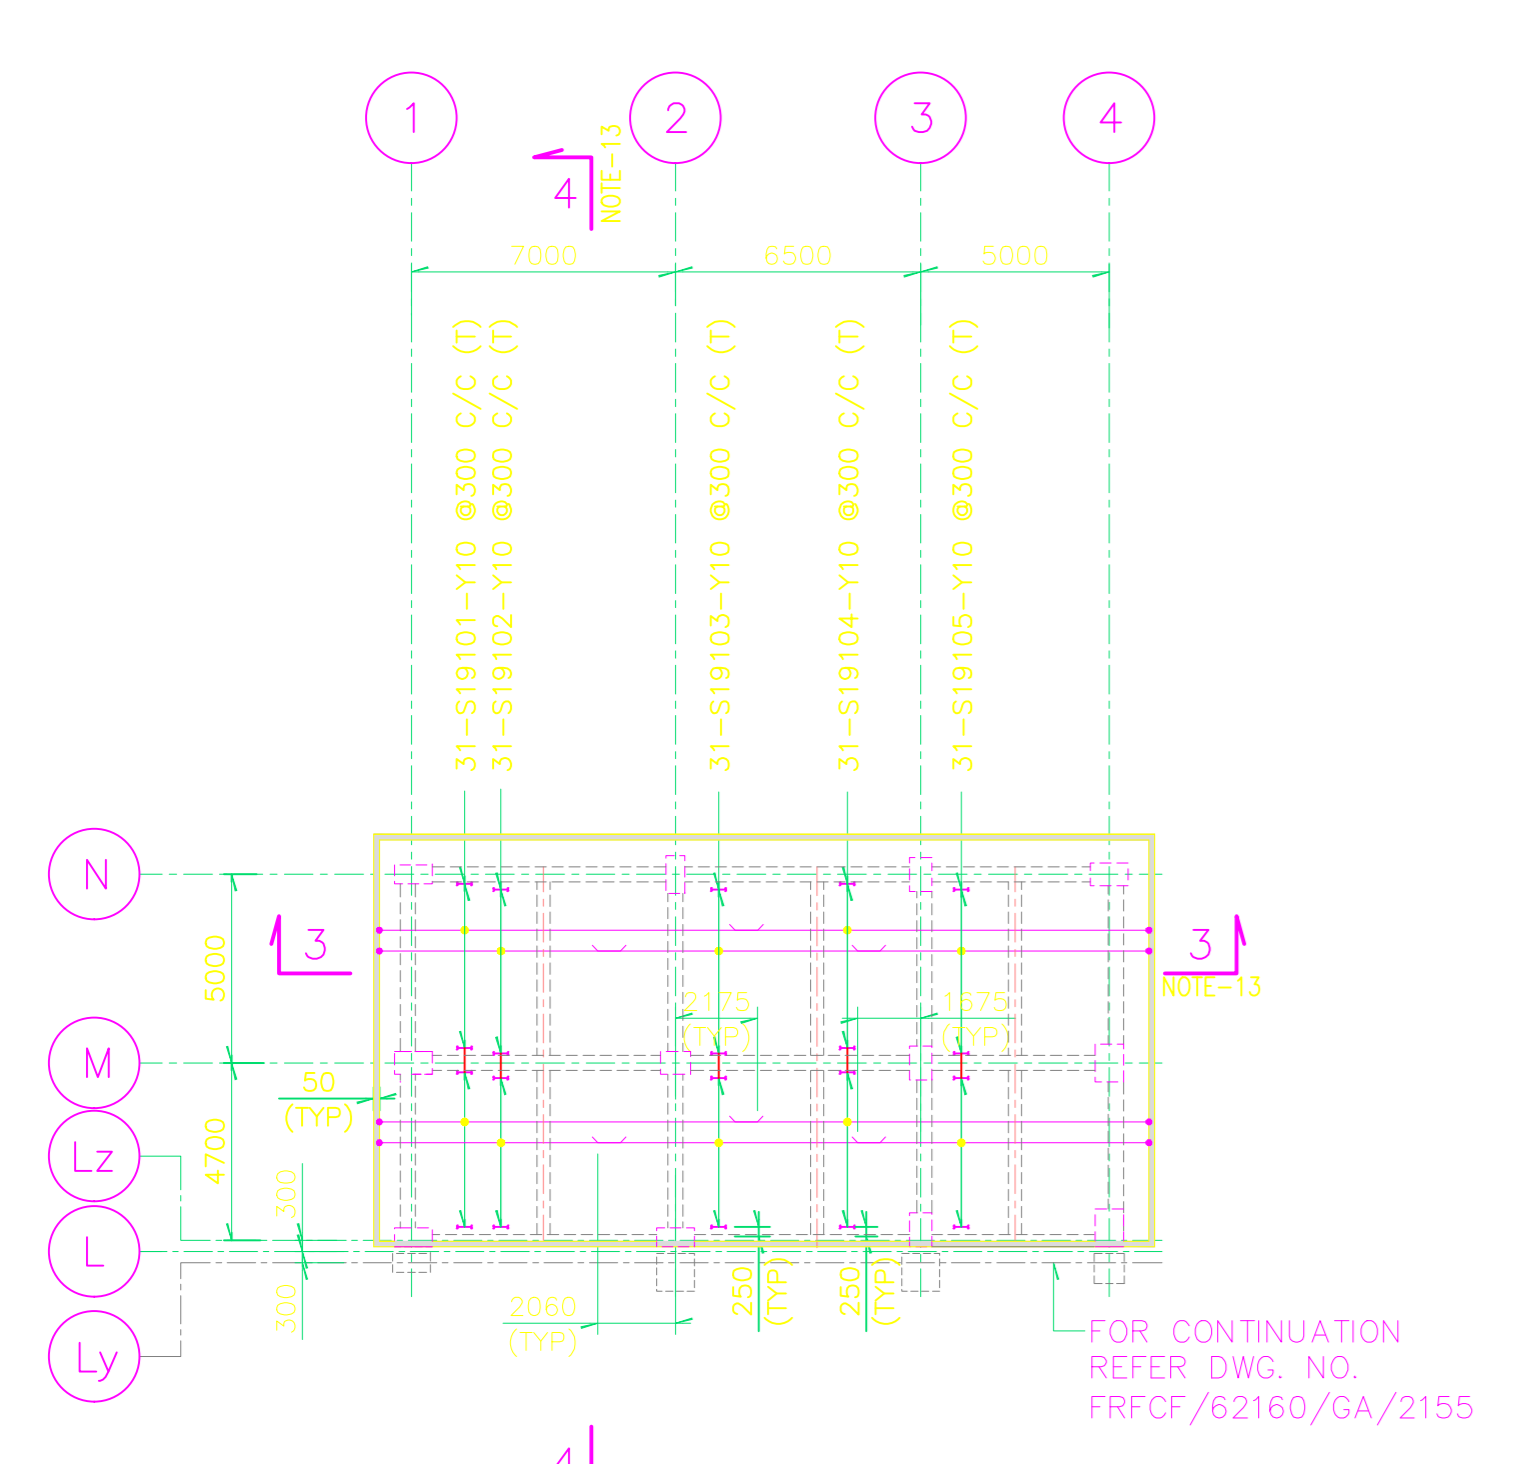 1
2
3
4
4
NOTE-13
7000
6500
5000
31-S19101-Y10 @300 C/C (T)
31-S19102-Y10 @300 C/C (T)
31-S19103-Y10 @300 C/C (T)
31-S19104-Y10 @300 C/C (T)
31-S19105-Y10 @300 C/C (T)
N
3
3
NOTE-13
5000
2175
(TYP)
1675
(TYP)
M
50
(TYP)
4700
Lz
300
L
300
250
(TYP)
250
(TYP)
2060
(TYP)
Ly
FOR CONTINUATION
REFER DWG. NO.
FRFCF/62160/GA/2155
4